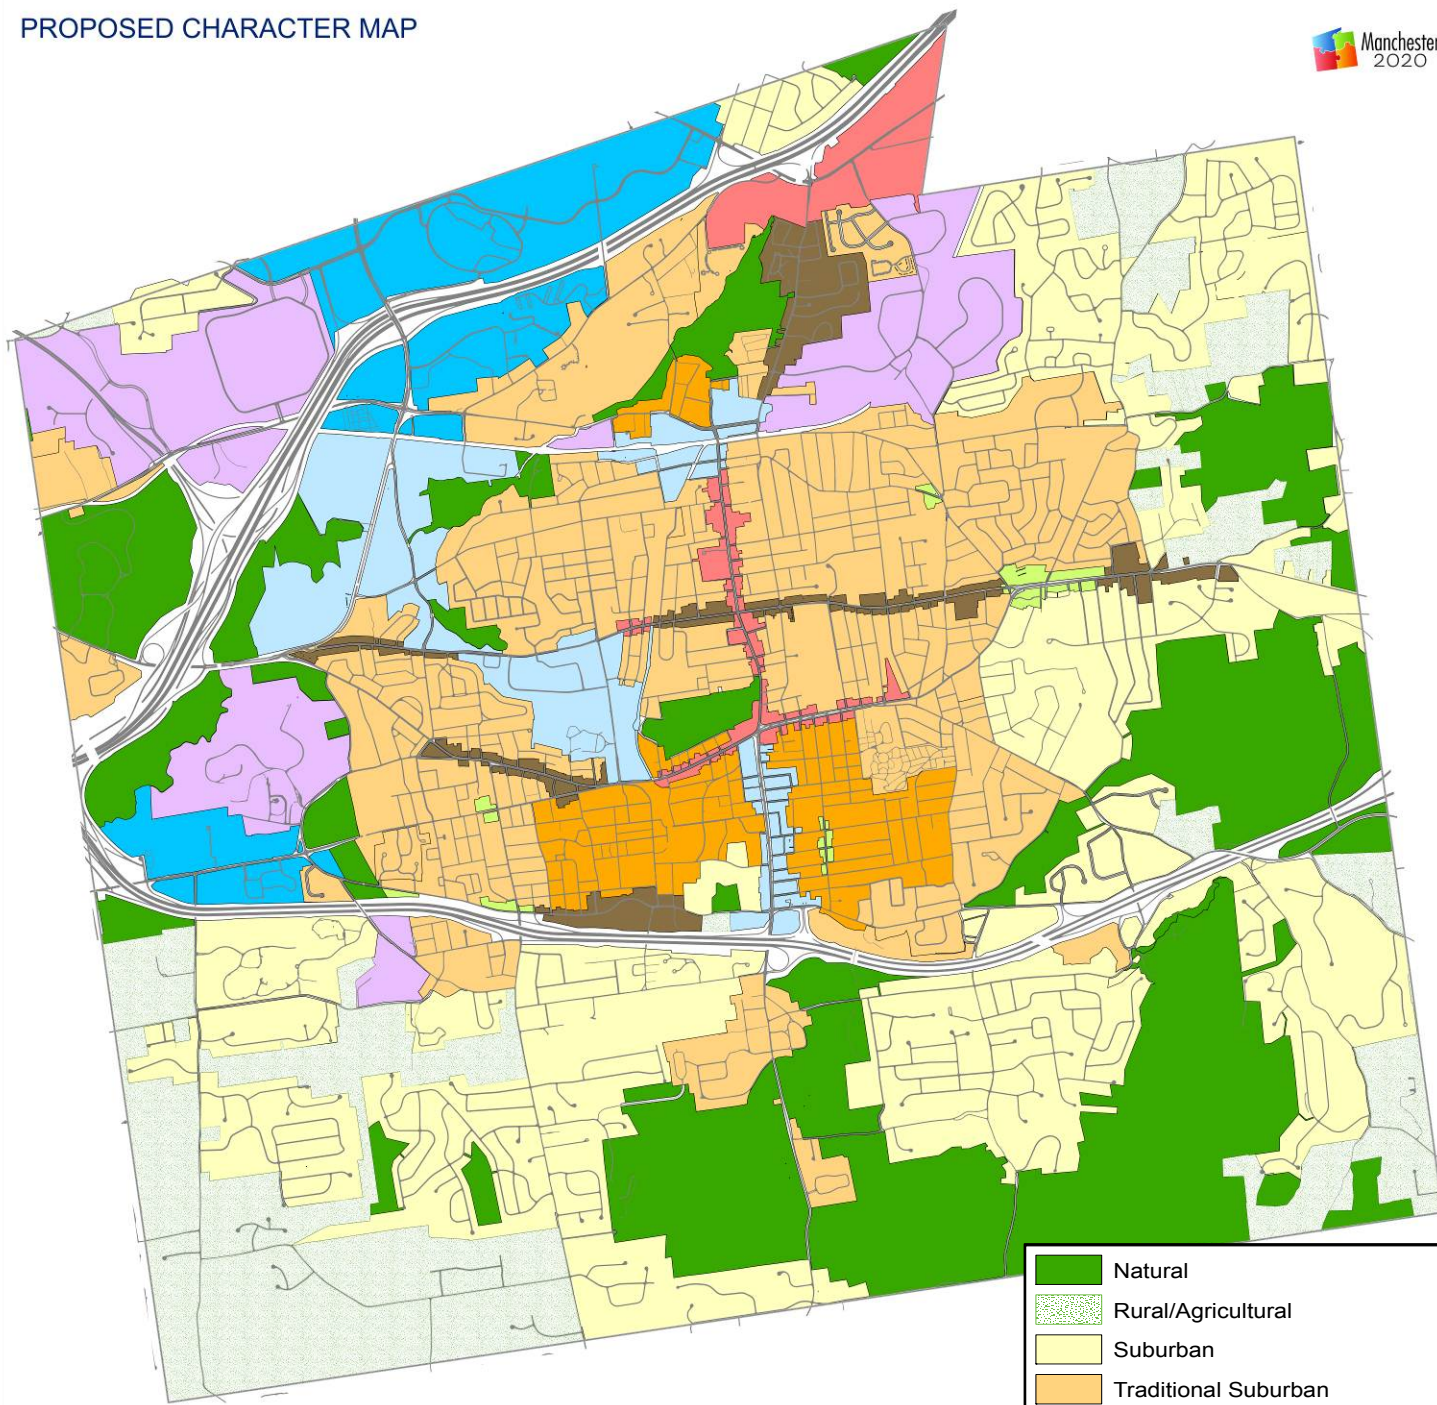 PROPOSED CHARACTER MAP
Manchester
2020
Natural
Rural/Agricultural
Suburban
Traditional Suburban